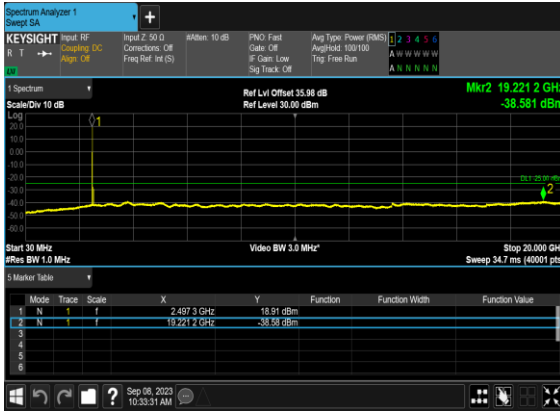 Spectrum Analyzer 1
Swept SA
+
KEYSIGHT Input: RF Input Z: 50 Ω #Atten: 10 dB PNO: Fast Avg Type: Power (RMS) 1 2 3 4 5 6
R T Coupling: DC Corrections: Off Gate: Off Avg|Hold: 100/100 A W W W W W
Align: Off Freq Ref: Int (S) IF Gain: Low Trig: Free Run
LV Sig Track: Off A N N N N N
1 Spectrum Ref Lvl Offset 35.98 dB Mkr2 19.221 2 GHz
Scale/Div 10 dB Ref Level 30.00 dBm -38.581 dBm
Log
20.0
10.0
0.00
-10.0
-20.0
-30.0
-40.0
-50.0
-60.0
1
2
Start 30 MHz Video BW 3.0 MHz* Stop 20.000 GH
#Res BW 1.0 MHz Sweep 34.7 ms (40001 pts
5 Marker Table
Mode Trace Scale X Y Function Function Width Function Value
1 N 1 f 2.497 3 GHz 18.91 dBm
2 N 1 f 19.221 2 GHz -38.58 dBm
3
4
5
6
? Sep 08, 2023
10:33:31 AM